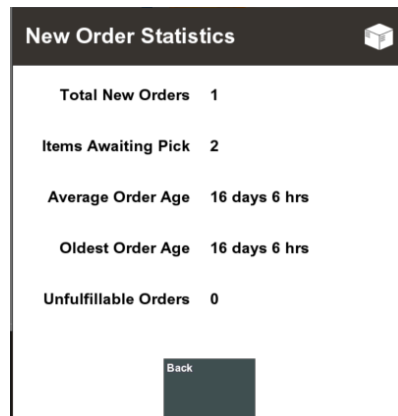 New Order Statistics
Total New Orders 1
Items Awaiting Pick 2
Average Order Age 16 days 6 hrs
Oldest Order Age 16 days 6 hrs
Unfulfillable Orders 0
Back